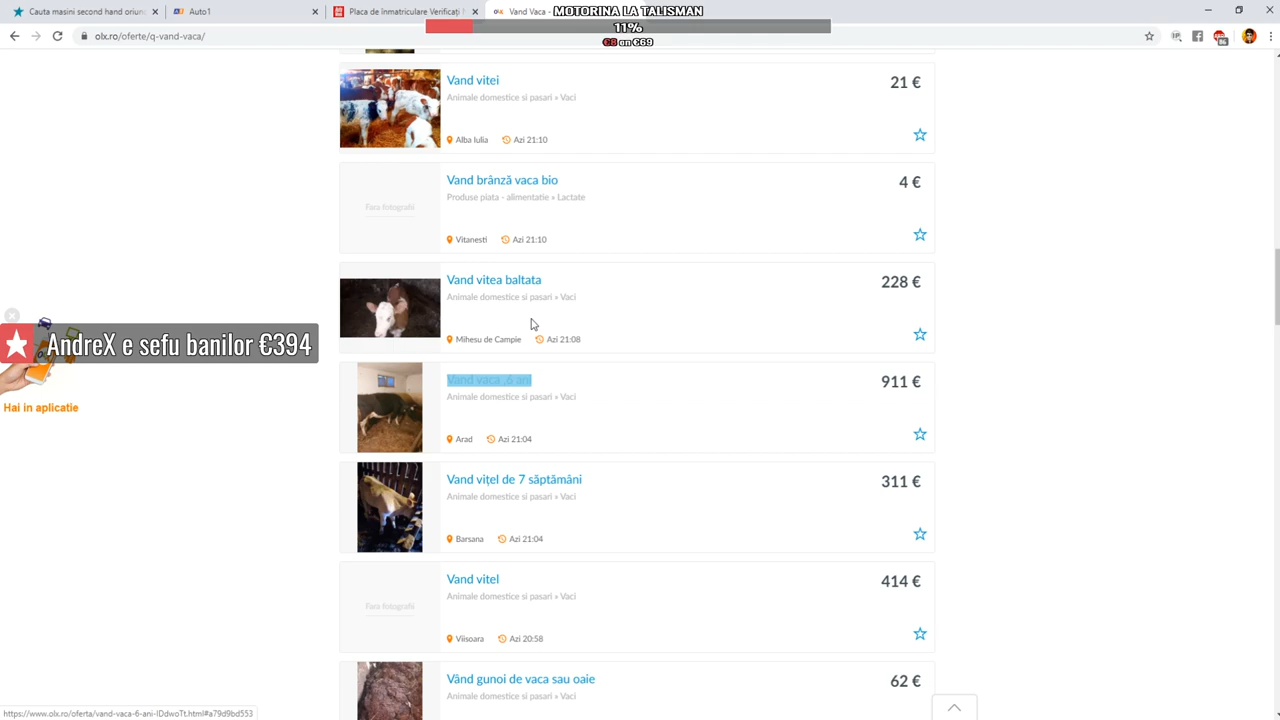 Cauta masini second hand oriunc
Auto1
Placa de înmatriculare Verificați N
Vand Vaca -
MOTORINA LA TALISMAN
11%
€8 an €69
olx.ro/oferte/q-vand-vaca/
Vand vitei
21 €
Animale domestice si pasari » Vaci
Alba Iulia
Azi 21:10
Vand brânză vaca bio
4 €
Produse piata - alimentatie » Lactate
Fara fotografii
Vitanesti
Azi 21:10
Vand vitea baltata
228 €
Animale domestice si pasari » Vaci
Mihesu de Campie
Azi 21:08
AndreX e sefu banilor €394
Hai in aplicatie
Vand vaca ,6 ani
911 €
Animale domestice si pasari » Vaci
Arad
Azi 21:04
Vand vițel de 7 săptămâni
311 €
Animale domestice si pasari » Vaci
Barsana
Azi 21:04
Vand vitel
414 €
Animale domestice si pasari » Vaci
Fara fotografii
Viisoara
Azi 20:58
Vând gunoi de vaca sau oaie
62 €
Animale domestice si pasari » Vaci
https://www.olx.ro/oferta/vand-vaca-6-ani-IDdwoTt.html#a79d9bd553